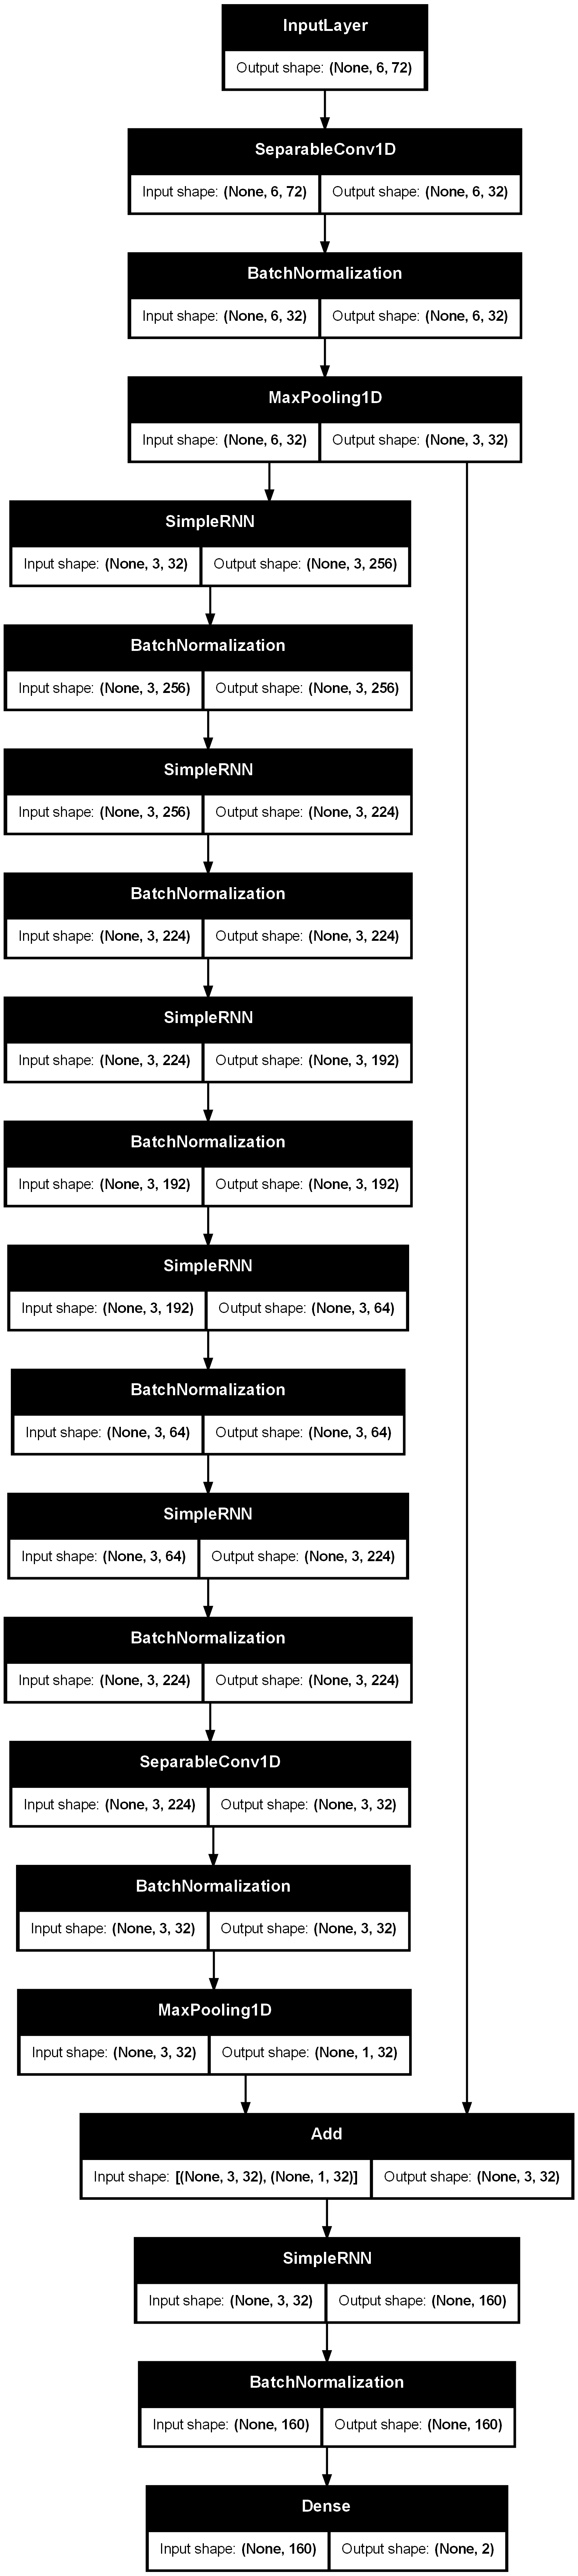 InputLayer
Output shape: (None, 6, 72)
SeparableConv1D
Input shape: (None, 6, 72) Output shape: (None, 6, 32)
BatchNormalization
Input shape: (None, 6, 32) Output shape: (None, 6, 32)
MaxPooling1D
Input shape: (None, 6, 32) Output shape: (None, 3, 32)
SimpleRNN
Input shape: (None, 3, 32) Output shape: (None, 3, 256)
BatchNormalization
Input shape: (None, 3, 256) Output shape: (None, 3, 256)
SimpleRNN
Input shape: (None, 3, 256) Output shape: (None, 3, 224)
BatchNormalization
Input shape: (None, 3, 224) Output shape: (None, 3, 224)
SimpleRNN
Input shape: (None, 3, 224) Output shape: (None, 3, 192)
BatchNormalization
Input shape: (None, 3, 192) Output shape: (None, 3, 192)
SimpleRNN
Input shape: (None, 3, 192) Output shape: (None, 3, 64)
BatchNormalization
Input shape: (None, 3, 64) Output shape: (None, 3, 64)
SimpleRNN
Input shape: (None, 3, 64) Output shape: (None, 3, 224)
BatchNormalization
Input shape: (None, 3, 224) Output shape: (None, 3, 224)
SeparableConv1D
Input shape: (None, 3, 224) Output shape: (None, 3, 32)
BatchNormalization
Input shape: (None, 3, 32) Output shape: (None, 3, 32)
MaxPooling1D
Input shape: (None, 3, 32) Output shape: (None, 1, 32)
Add
Input shape: [(None, 3, 32), (None, 1, 32)] Output shape: (None, 3, 32)
SimpleRNN
Input shape: (None, 3, 32) Output shape: (None, 160)
BatchNormalization
Input shape: (None, 160) Output shape: (None, 160)
Dense
Input shape: (None, 160) Output shape: (None, 2)